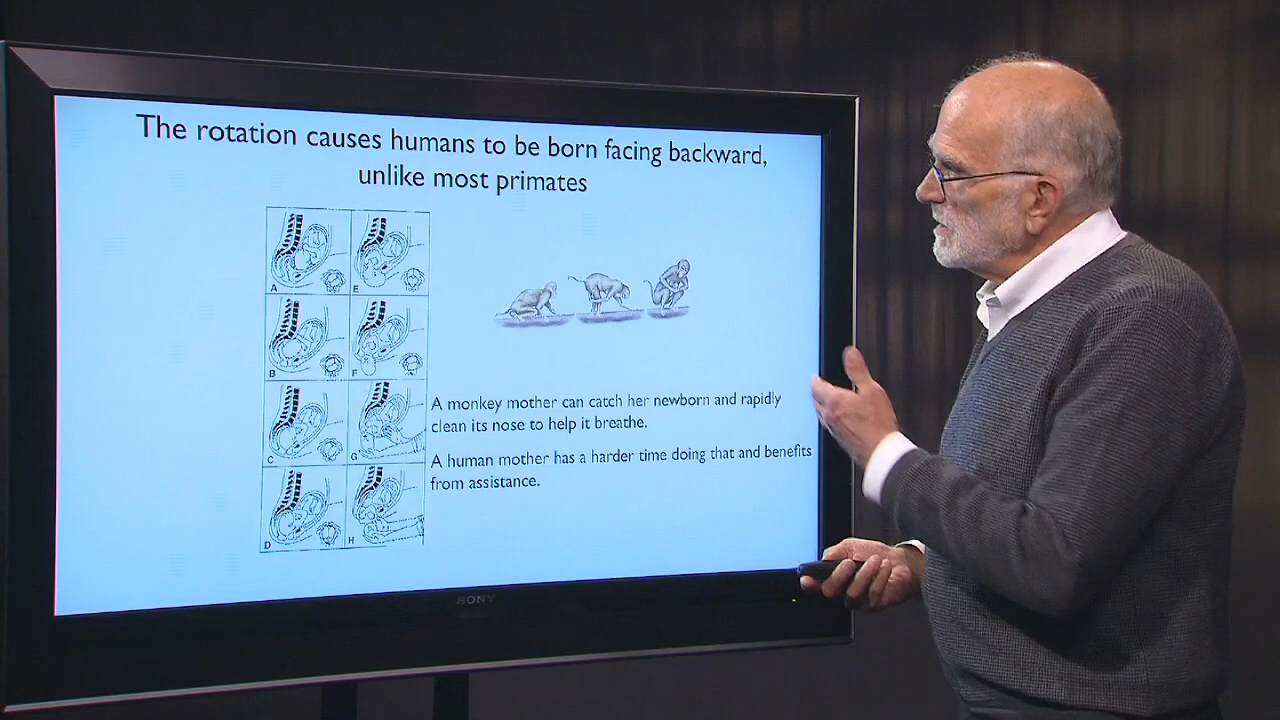 The rotation causes humans to be born facing backward,
unlike most primates
A
E
B
F
C
G
D
H
A monkey mother can catch her newborn and rapidly
clean its nose to help it breathe.
A human mother has a harder time doing that and benefits
from assistance.
SONY